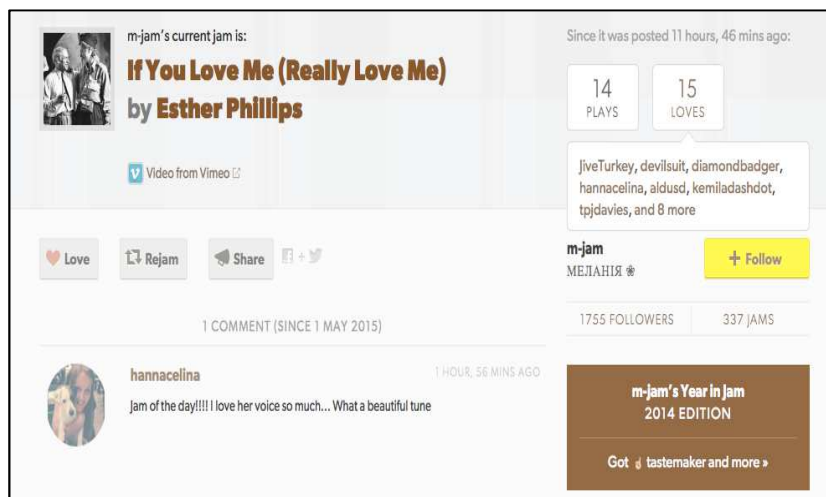 m-jam's current jam is:
If You Love Me (Really Love Me)
by Esther Phillips
Video from Vimeo
Love
Rejam
Share
+
1 COMMENT (SINCE 1 MAY 2015)
hannacelina
1 HOUR, 56 MINS AGO
Jam of the day!!!! I love her voice so much... What a beautiful tune
Since it was posted 11 hours, 46 mins ago:
14
PLAYS
15
LOVES
JiveTurkey, devilsuit, diamondbadger,
hannacelina, aldusd, kemiladashdot,
tpjdavies, and 8 more
m-jam
МЕЛАНІЯ ❀
+ Follow
1755 FOLLOWERS
337 JAMS
m-jam's Year in Jam
2014 EDITION
Got ☝ tastemaker and more »